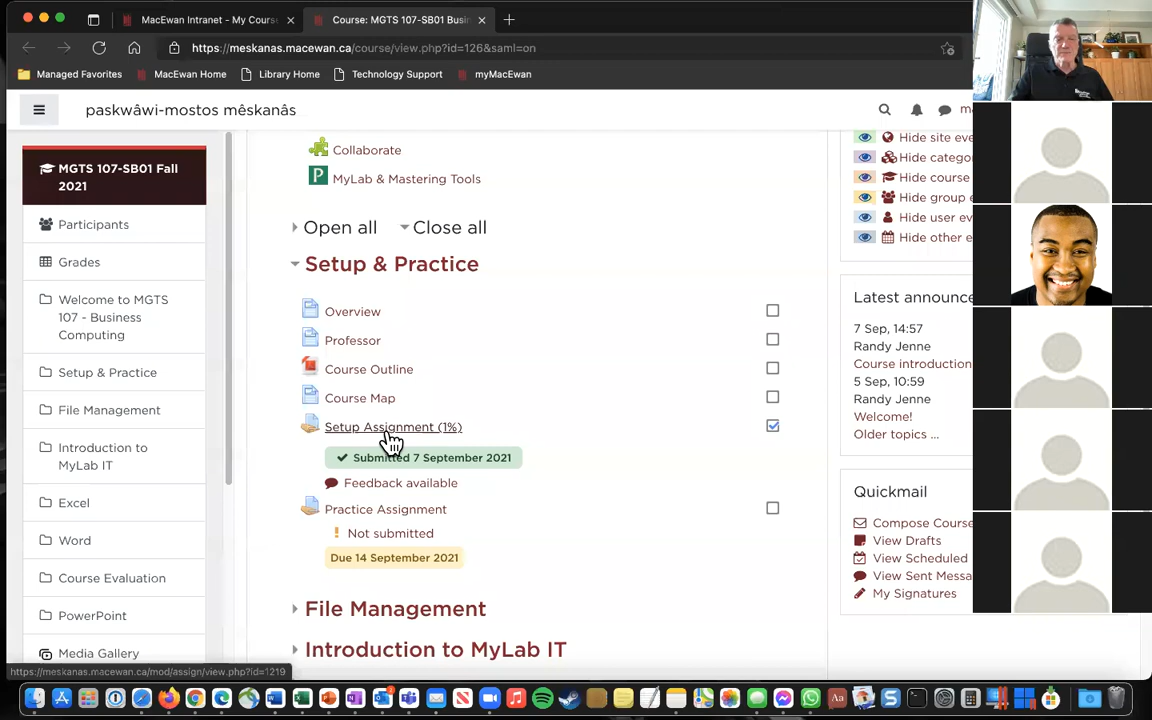 MacEwan Intranet - My Cours
Course: MGTS 107-SB01 Busin
https://meskanas.macewan.ca/course/view.php?id=126&saml=on
Managed Favorites
MacEwan Home
Library Home
Technology Support
myMacEwan
paskwâwi-mostos mêskanâs
MGTS 107-SB01 Fall
2021
Participants
Grades
Welcome to MGTS
107 - Business
Computing
Setup & Practice
File Management
Introduction to
MyLab IT
Excel
Word
Course Evaluation
PowerPoint
Media Gallery
Collaborate
MyLab & Mastering Tools
Open all
Close all
Setup & Practice
Overview
Professor
Course Outline
Course Map
Setup Assignment (1%)
Submitted 7 September 2021
Feedback available
Practice Assignment
Not submitted
Due 14 September 2021
File Management
Introduction to MyLab IT
Hide site eve
Hide catego
Hide course
Hide group e
Hide user ev
Hide other e
Latest announce
7 Sep, 14:57
Randy Jenne
Course introduction
5 Sep, 10:59
Randy Jenne
Welcome!
Older topics ...
Quickmail
Compose Course
View Drafts
View Scheduled
View Sent Messa
My Signatures
https://meskanas.macewan.ca/mod/assign/view.php?id=1219